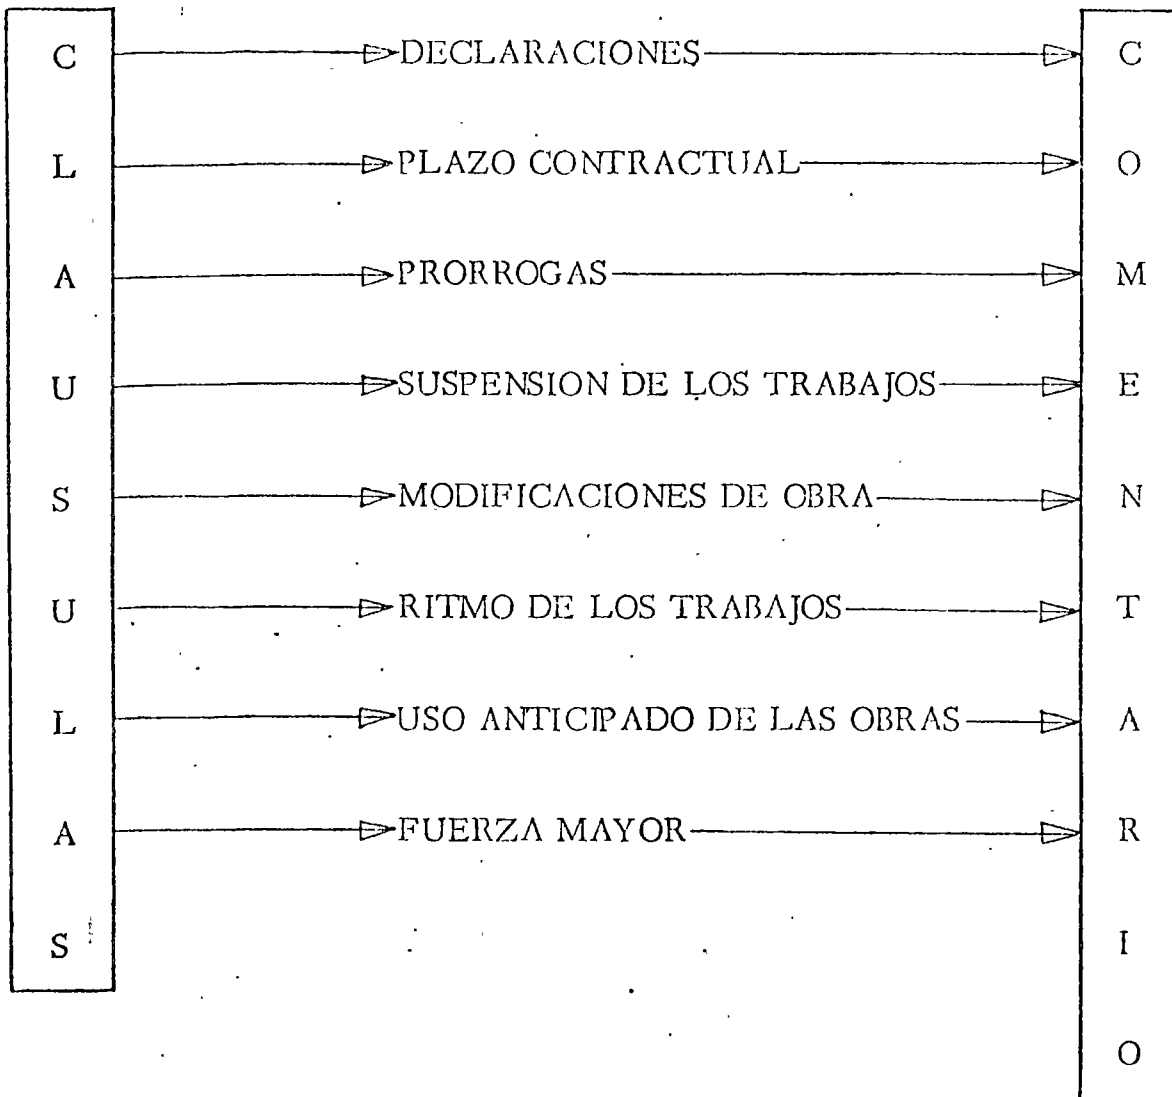 C DECLARACIONES C
L PLAZO CONTRACTUAL O
A PRORROGAS M
U SUSPENSION DE LOS TRABAJOS E
S MODIFICACIONES DE OBRA N
U RITMO DE LOS TRABAJOS T
L USO ANTICIPADO DE LAS OBRAS A
A FUERZA MAYOR R
S I
O